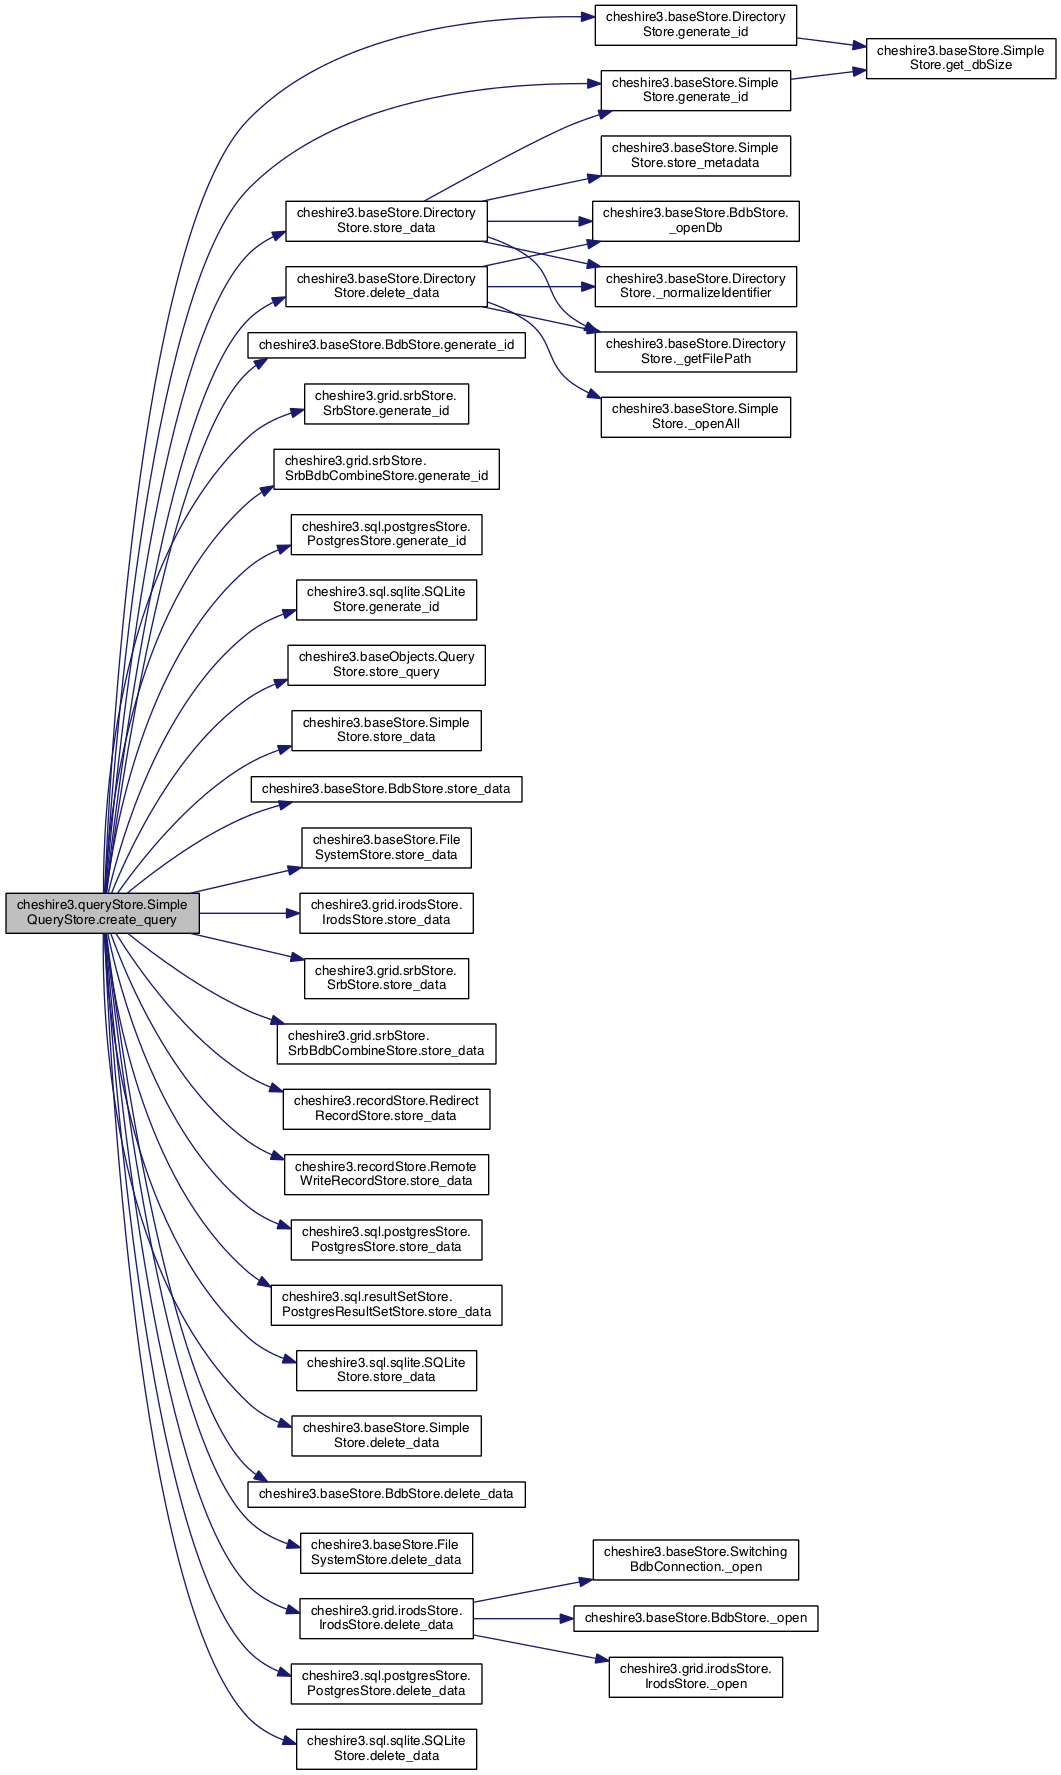 cheshire3.baseStore.Directory
Store.generate_id
cheshire3.baseStore.Simple
Store.get_dbSize
cheshire3.baseStore.Simple
Store.generate_id
cheshire3.baseStore.Simple
Store.store_metadata
cheshire3.baseStore.Directory
Store.store_data
cheshire3.baseStore.BdbStore.
_openDb
cheshire3.baseStore.Directory
Store.delete_data
cheshire3.baseStore.Directory
Store._normalizeIdentifier
cheshire3.baseStore.BdbStore.generate_id
cheshire3.baseStore.Directory
Store._getFilePath
cheshire3.grid.srbStore.
SrbStore.generate_id
cheshire3.baseStore.Simple
Store._openAll
cheshire3.grid.srbStore.
SrbBdbCombineStore.generate_id
cheshire3.sql.postgresStore.
PostgresStore.generate_id
cheshire3.sql.sqlite.SQLite
Store.generate_id
cheshire3.baseObjects.Query
Store.store_query
cheshire3.baseStore.Simple
Store.store_data
cheshire3.baseStore.BdbStore.store_data
cheshire3.baseStore.File
SystemStore.store_data
cheshire3.queryStore.Simple
QueryStore.create_query
cheshire3.grid.irodsStore.
IrodsStore.store_data
cheshire3.grid.srbStore.
SrbStore.store_data
cheshire3.grid.srbStore.
SrbBdbCombineStore.store_data
cheshire3.recordStore.Redirect
RecordStore.store_data
cheshire3.recordStore.Remote
WriteRecordStore.store_data
cheshire3.sql.postgresStore.
PostgresStore.store_data
cheshire3.sql.resultSetStore.
PostgresResultSetStore.store_data
cheshire3.sql.sqlite.SQLite
Store.store_data
cheshire3.baseStore.Simple
Store.delete_data
cheshire3.baseStore.BdbStore.delete_data
cheshire3.baseStore.File
SystemStore.delete_data
cheshire3.baseStore.Switching
BdbConnection._open
cheshire3.grid.irodsStore.
IrodsStore.delete_data
cheshire3.baseStore.BdbStore._open
cheshire3.grid.irodsStore.
IrodsStore._open
cheshire3.sql.postgresStore.
PostgresStore.delete_data
cheshire3.sql.sqlite.SQLite
Store.delete_data